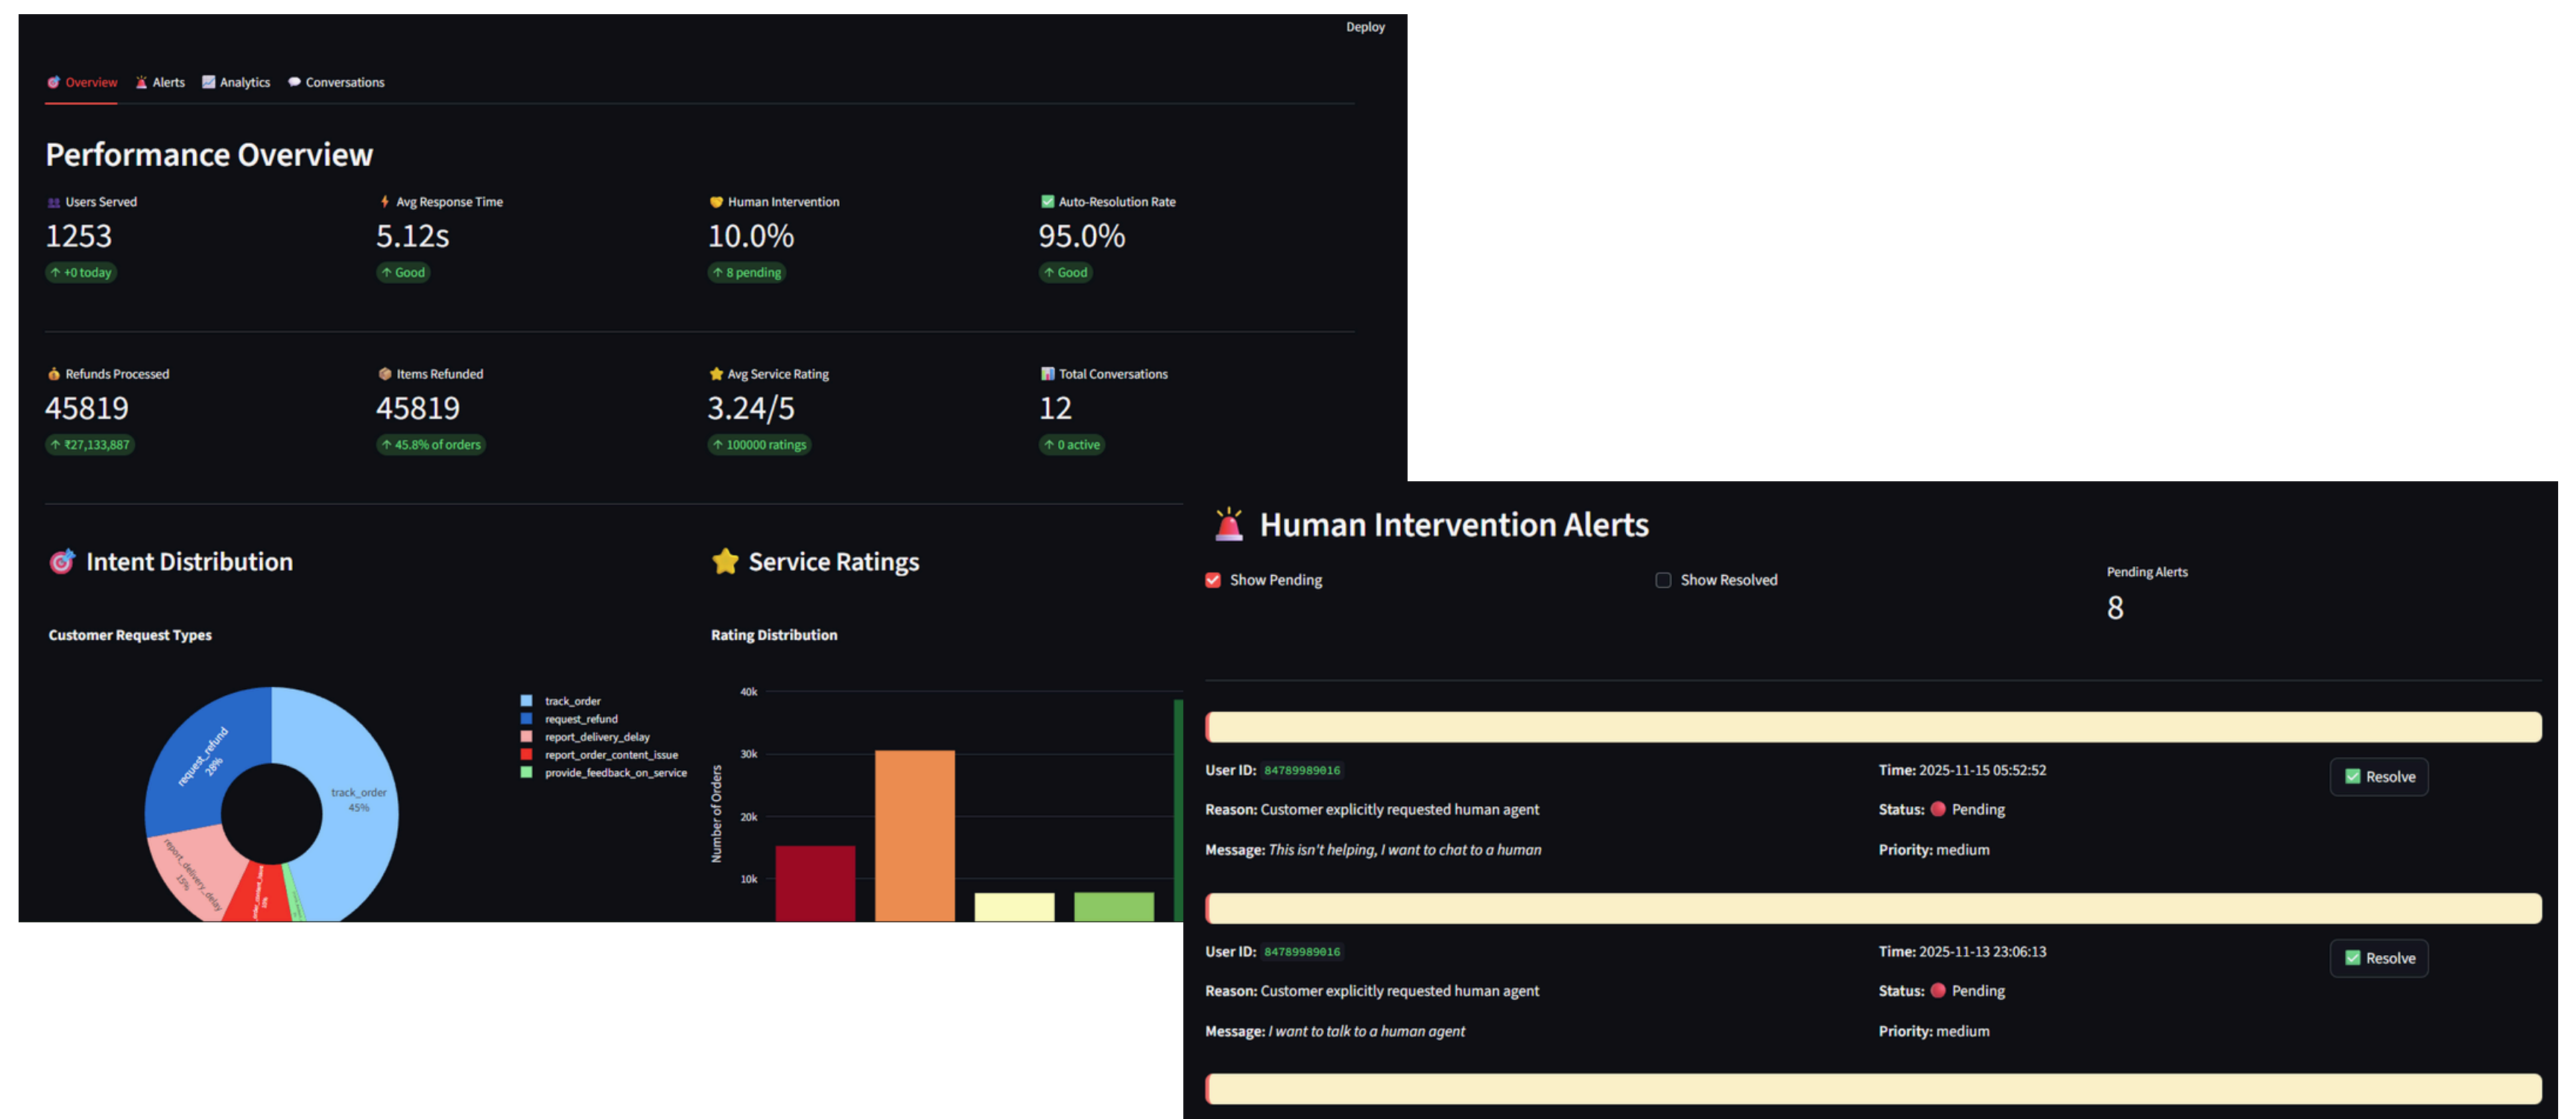 Deploy
Overview Alerts Analytics Conversations
Performance Overview
Users Served Avg Response Time Human Intervention Auto-Resolution Rate
1253 5.12s 10.0% 95.0%
↑ +0 today ↑ Good ↑ 8 pending ↑ Good
Refunds Processed Items Refunded Avg Service Rating Total Conversations
45819 45819 3.24/5 12
↑ ₹27,133,887 ↑ 45.8% of orders ↑ 100000 ratings ↑ 0 active
Intent Distribution Service Ratings
Customer Request Types Rating Distribution
track_order
request_refund
report_delivery_delay
report_order_content_issue
provide_feedback_on_service
request_refund
28%
track_order
45%
report_delivery_delay
15%
Number of Orders
40k
30k
20k
10k
Human Intervention Alerts
Show Pending Show Resolved Pending Alerts
8
User ID: 84789989016 Time: 2025-11-15 05:52:52 Resolve
Reason: Customer explicitly requested human agent Status: Pending
Message: This isn't helping, I want to chat to a human Priority: medium
User ID: 84789989016 Time: 2025-11-13 23:06:13 Resolve
Reason: Customer explicitly requested human agent Status: Pending
Message: I want to talk to a human agent Priority: medium